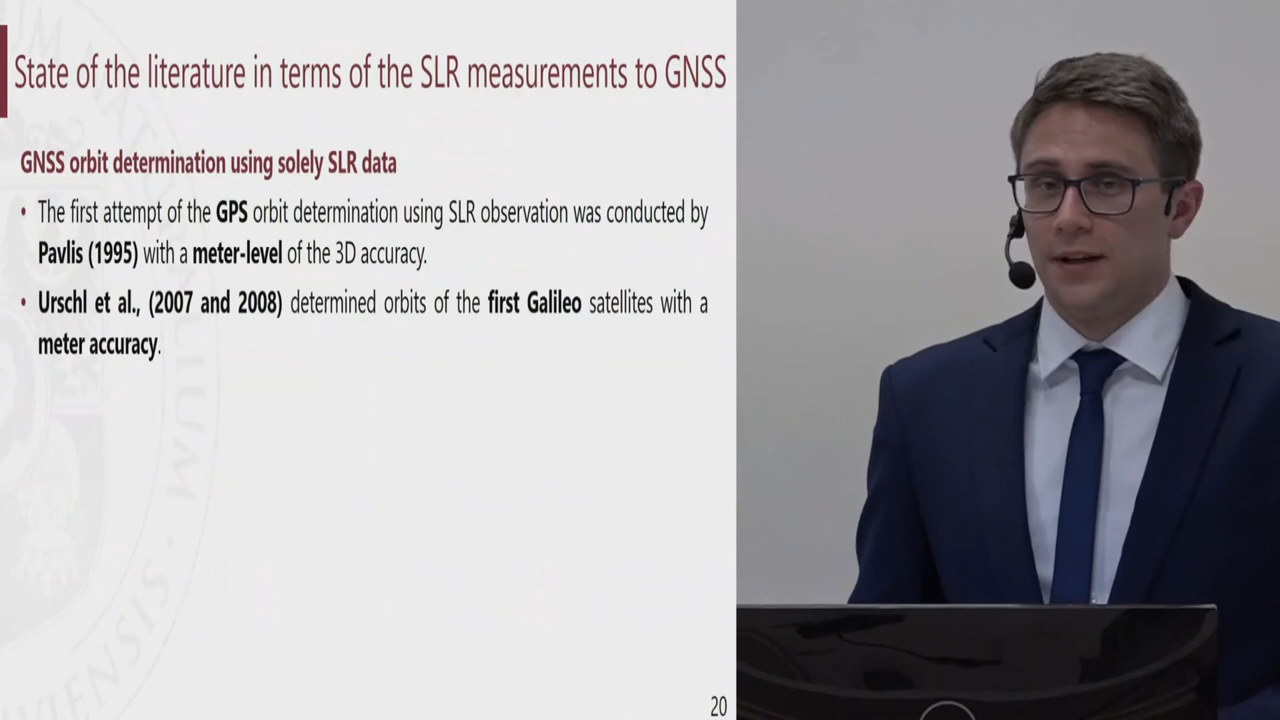 State of the literature in terms of the SLR measurements to GNSS
GNSS orbit determination using solely SLR data
• The first attempt of the GPS orbit determination using SLR observation was conducted by
Pavlis (1995) with a meter-level of the 3D accuracy.
• Urschl et al., (2007 and 2008) determined orbits of the first Galileo satellites with a
meter accuracy.
20